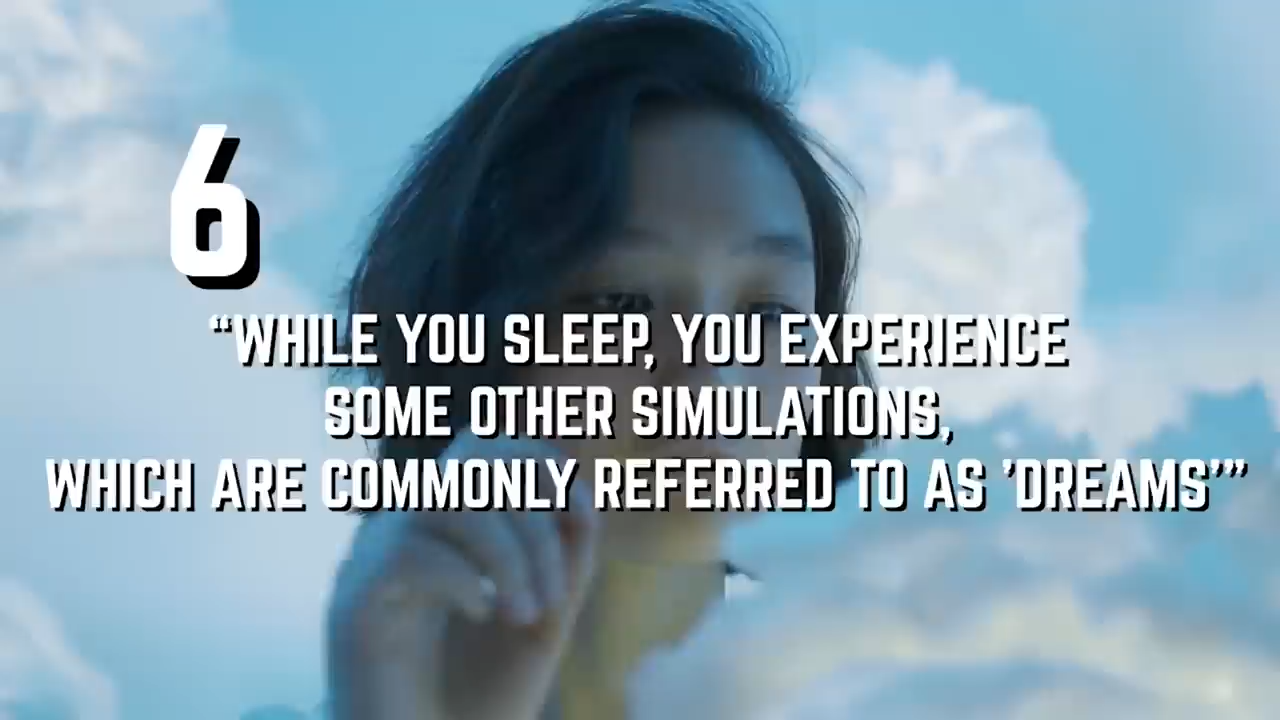 6
“WHILE YOU SLEEP, YOU EXPERIENCE
SOME OTHER SIMULATIONS,
WHICH ARE COMMONLY REFERRED TO AS 'DREAMS'”